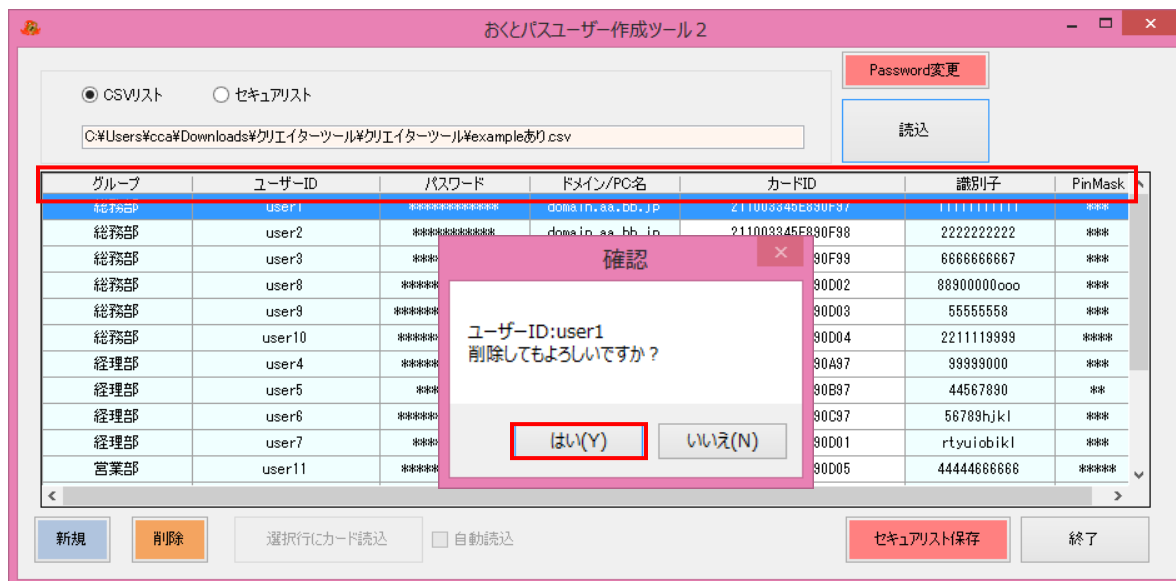 おくとパスユーザー作成ツール2
Password変更
CSVリスト セキュアリスト
読込
C:¥Users¥cca¥Downloads¥クリエイターツール¥クリエイターツール¥exampleあり.csv
グループ ユーザーID パスワード ドメイン/PC名 カードID 識別子 PinMask
総務部 user1 ************ domain.aa.bb.jp 211003345E890F97 11111111111 ***
総務部 user2 *********** domain.aa.bb.jp 211003345E890F98 2222222222 ***
総務部 user3 *** 90F99 6666666667 ***
総務部 user8 ***** 90D02 88900000ooo ***
総務部 user9 ****** 90D03 55555558 ***
総務部 user10 ***** 90D04 2211119999 ****
経理部 user4 ***** 90A97 99999000 ***
経理部 user5 *** 90B97 44567890 **
経理部 user6 ***** 90C97 56789hjkl ***
経理部 user7 *** 90D01 rtyuiobikl ***
営業部 user11 ***** 90D05 44444666666 *****
確認
ユーザーID:user1
削除してもよろしいですか?
はい(Y) いいえ(N)
新規 削除 選択行にカード読込 自動読込 セキュアリスト保存 終了